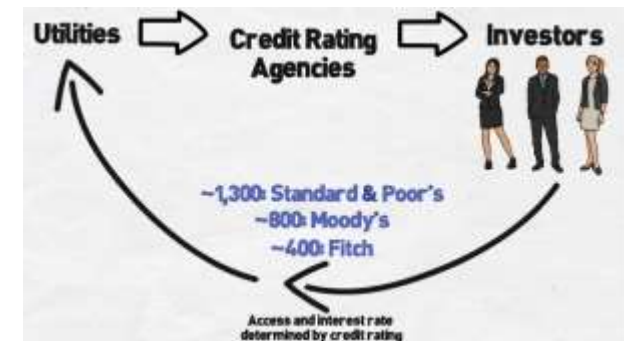 Utilities
Credit Rating
Agencies
Investors
~1,300: Standard & Poor's
~800: Moody's
~400: Fitch
Access and interest rate
determined by credit rating